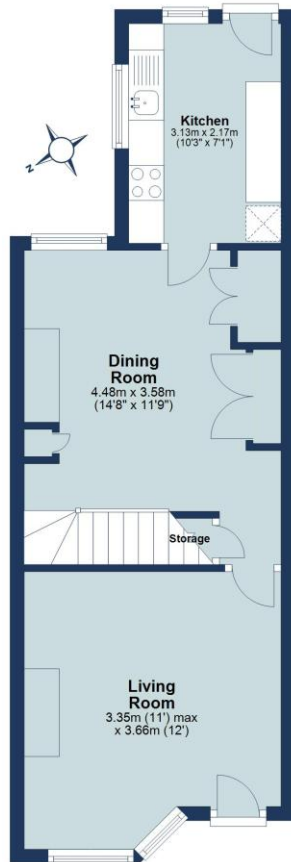 Kitchen
3.13m x 2.17m
(10'3" x 7'1")
N
Dining
Room
4.48m x 3.58m
(14'8" x 11'9")
Storage
Living
Room
3.35m (11') max
x 3.66m (12')